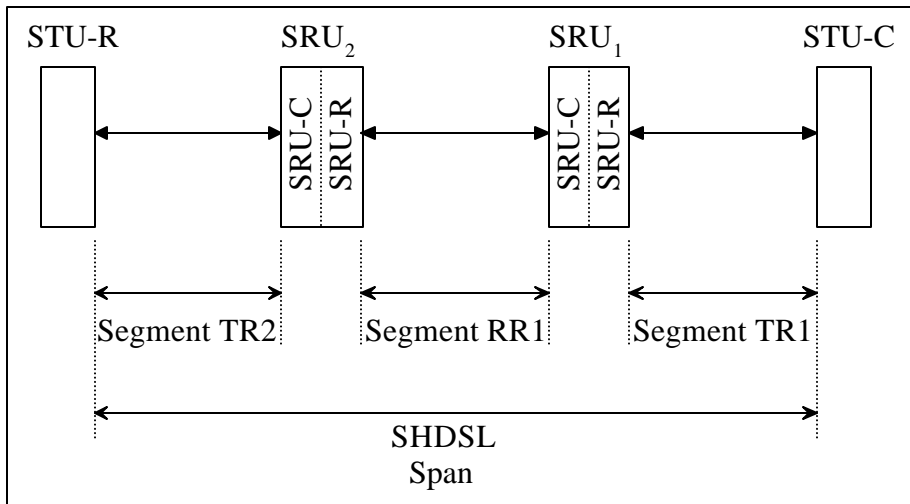 STU-R SRU₂ SRU₁ STU-C
SRU-C SRU-R SRU-C SRU-R
Segment TR2 Segment RR1 Segment TR1
SHDSL
Span